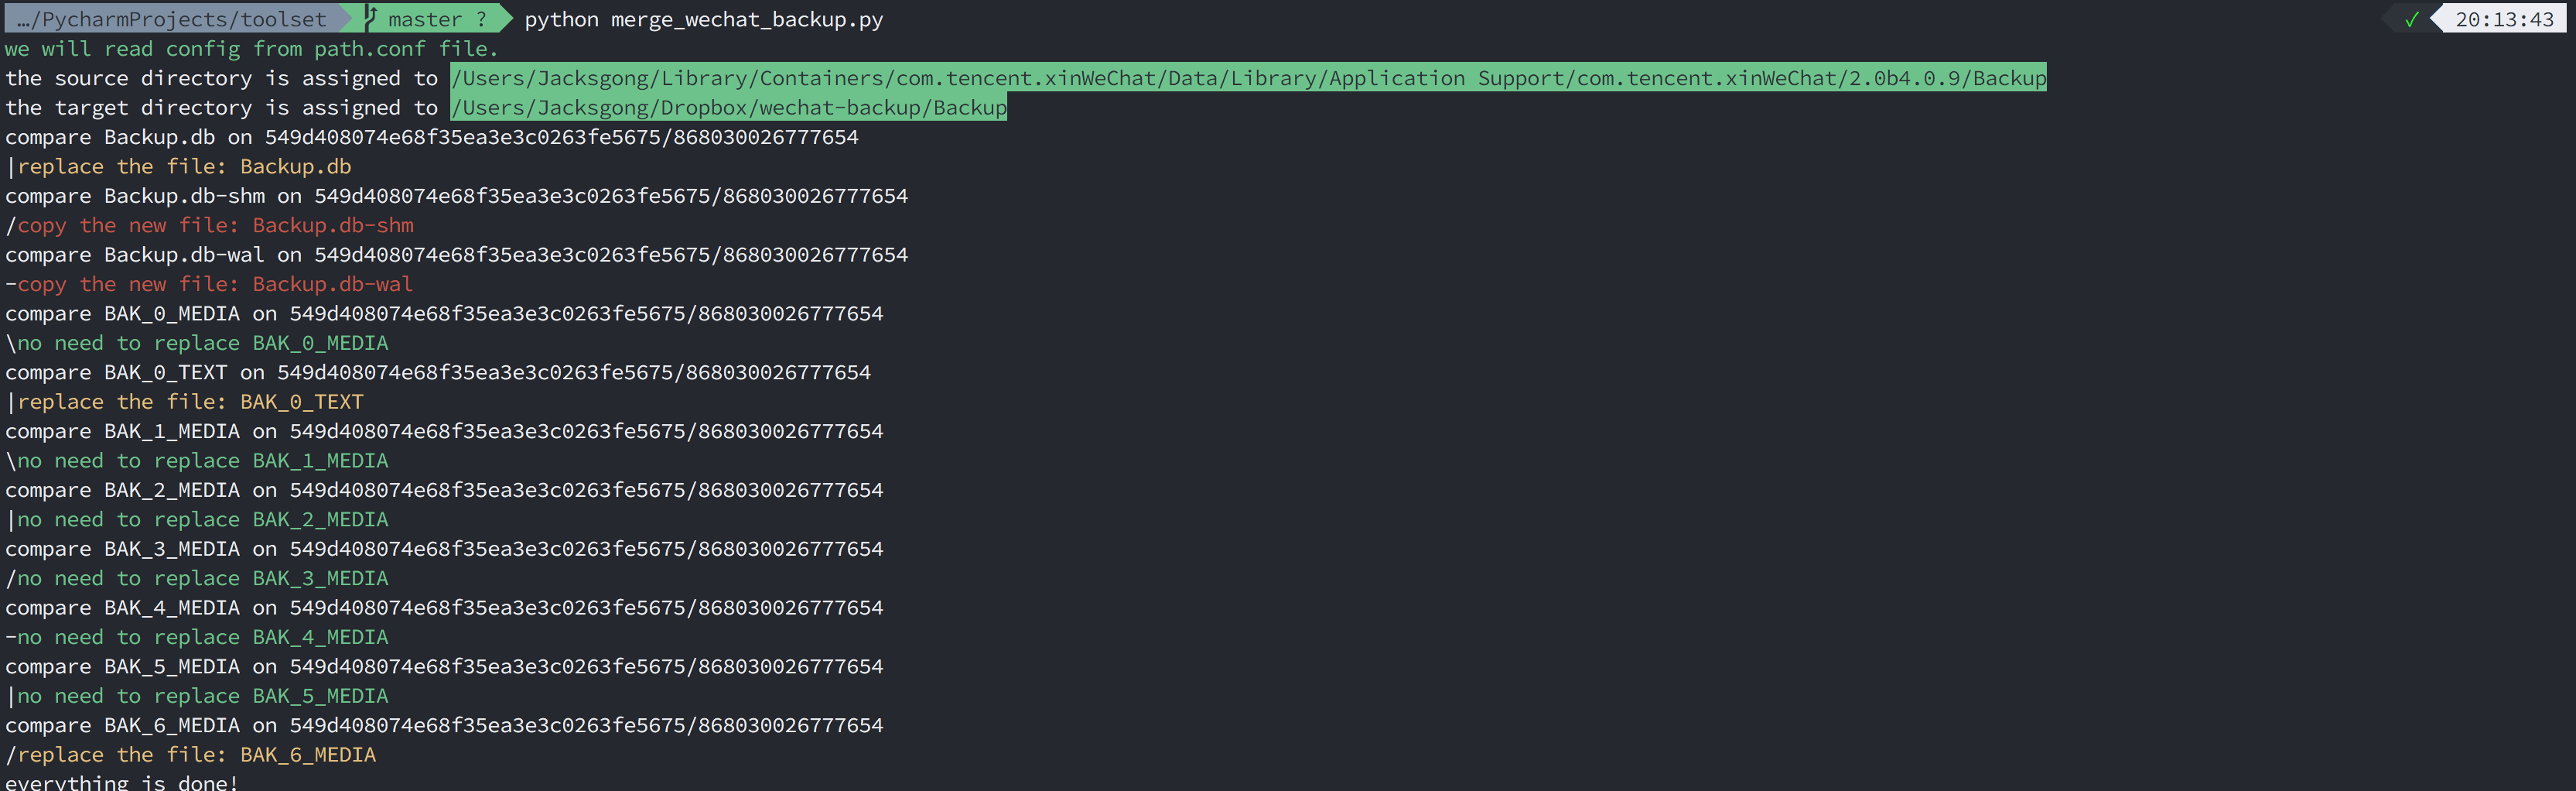 …/PycharmProjects/toolset master ? python merge_wechat_backup.py ✓ 20:13:43
we will read config from path.conf file.
the source directory is assigned to /Users/Jacksgong/Library/Containers/com.tencent.xinWeChat/Data/Library/Application Support/com.tencent.xinWeChat/2.0b4.0.9/Backup
the target directory is assigned to /Users/Jacksgong/Dropbox/wechat-backup/Backup
compare Backup.db on 549d408074e68f35ea3e3c0263fe5675/868030026777654
|replace the file: Backup.db
compare Backup.db-shm on 549d408074e68f35ea3e3c0263fe5675/868030026777654
/copy the new file: Backup.db-shm
compare Backup.db-wal on 549d408074e68f35ea3e3c0263fe5675/868030026777654
-copy the new file: Backup.db-wal
compare BAK_0_MEDIA on 549d408074e68f35ea3e3c0263fe5675/868030026777654
\no need to replace BAK_0_MEDIA
compare BAK_0_TEXT on 549d408074e68f35ea3e3c0263fe5675/868030026777654
|replace the file: BAK_0_TEXT
compare BAK_1_MEDIA on 549d408074e68f35ea3e3c0263fe5675/868030026777654
\no need to replace BAK_1_MEDIA
compare BAK_2_MEDIA on 549d408074e68f35ea3e3c0263fe5675/868030026777654
|no need to replace BAK_2_MEDIA
compare BAK_3_MEDIA on 549d408074e68f35ea3e3c0263fe5675/868030026777654
/no need to replace BAK_3_MEDIA
compare BAK_4_MEDIA on 549d408074e68f35ea3e3c0263fe5675/868030026777654
-no need to replace BAK_4_MEDIA
compare BAK_5_MEDIA on 549d408074e68f35ea3e3c0263fe5675/868030026777654
|no need to replace BAK_5_MEDIA
compare BAK_6_MEDIA on 549d408074e68f35ea3e3c0263fe5675/868030026777654
/replace the file: BAK_6_MEDIA
everything is done!